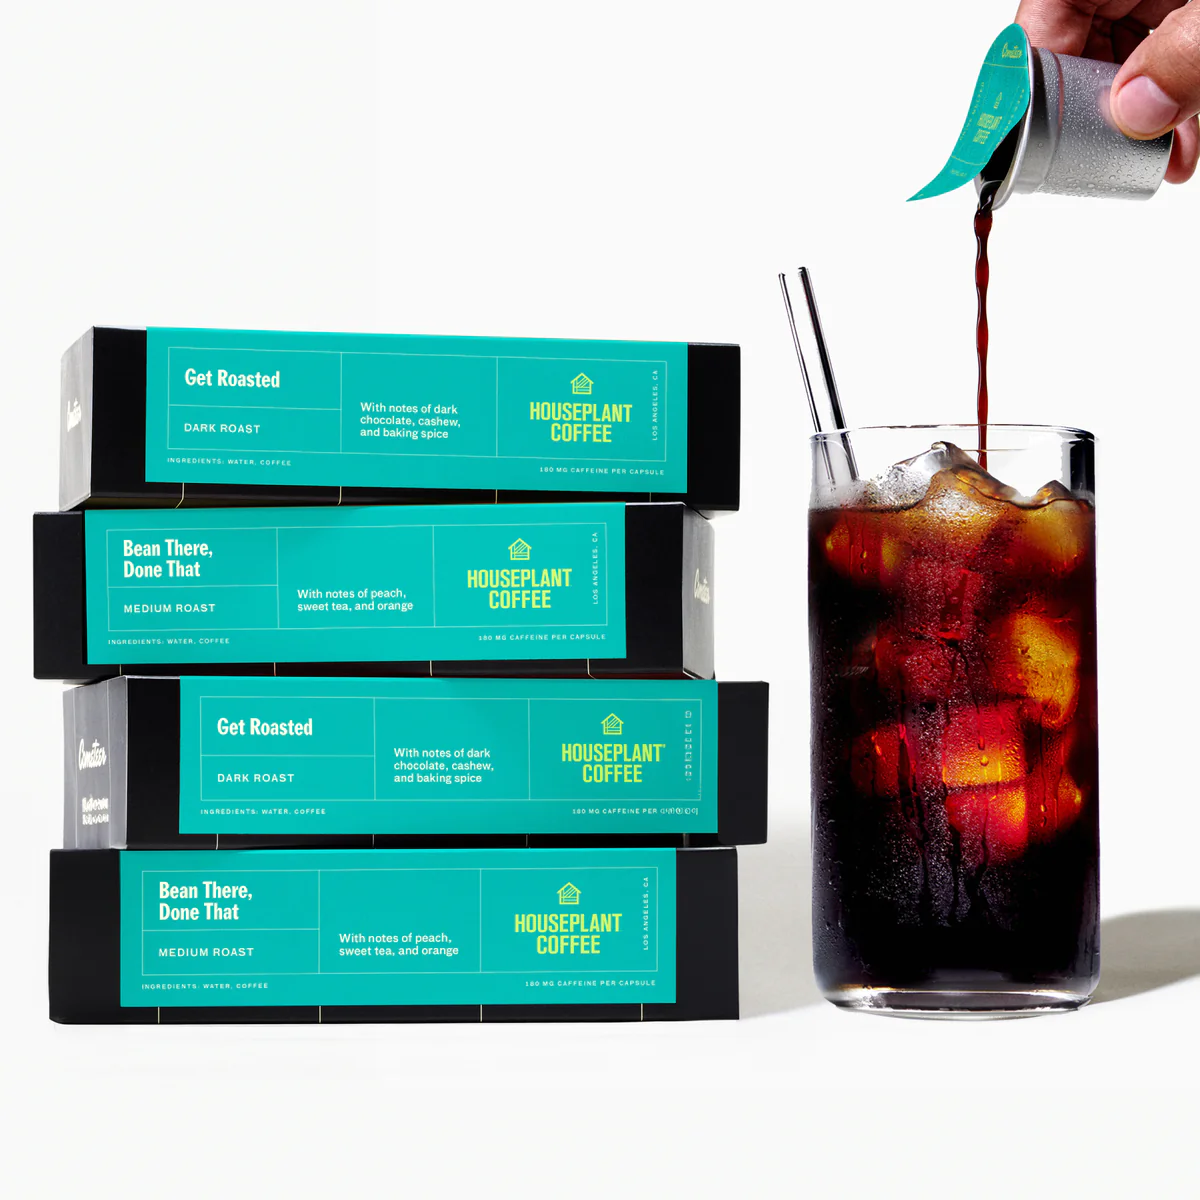 Cometeer
Get Roasted
DARK ROAST
With notes of dark
chocolate, cashew,
and baking spice
HOUSEPLANT
COFFEE
LOS ANGELES, CA
INGREDIENTS: WATER, COFFEE
180 MG CAFFEINE PER CAPSULE
Cometeer
Bean There,
Done That
MEDIUM ROAST
With notes of peach,
sweet tea, and orange
HOUSEPLANT
COFFEE
LOS ANGELES, CA
INGREDIENTS: WATER, COFFEE
180 MG CAFFEINE PER CAPSULE
Cometeer
Cometeer
Get Roasted
DARK ROAST
With notes of dark
chocolate, cashew,
and baking spice
HOUSEPLANT
COFFEE
INGREDIENTS: WATER, COFFEE
180 MG CAFFEINE PER
Bean There,
Done That
MEDIUM ROAST
With notes of peach,
sweet tea, and orange
HOUSEPLANT
COFFEE
LOS ANGELES, CA
INGREDIENTS: WATER, COFFEE
180 MG CAFFEINE PER CAPSULE